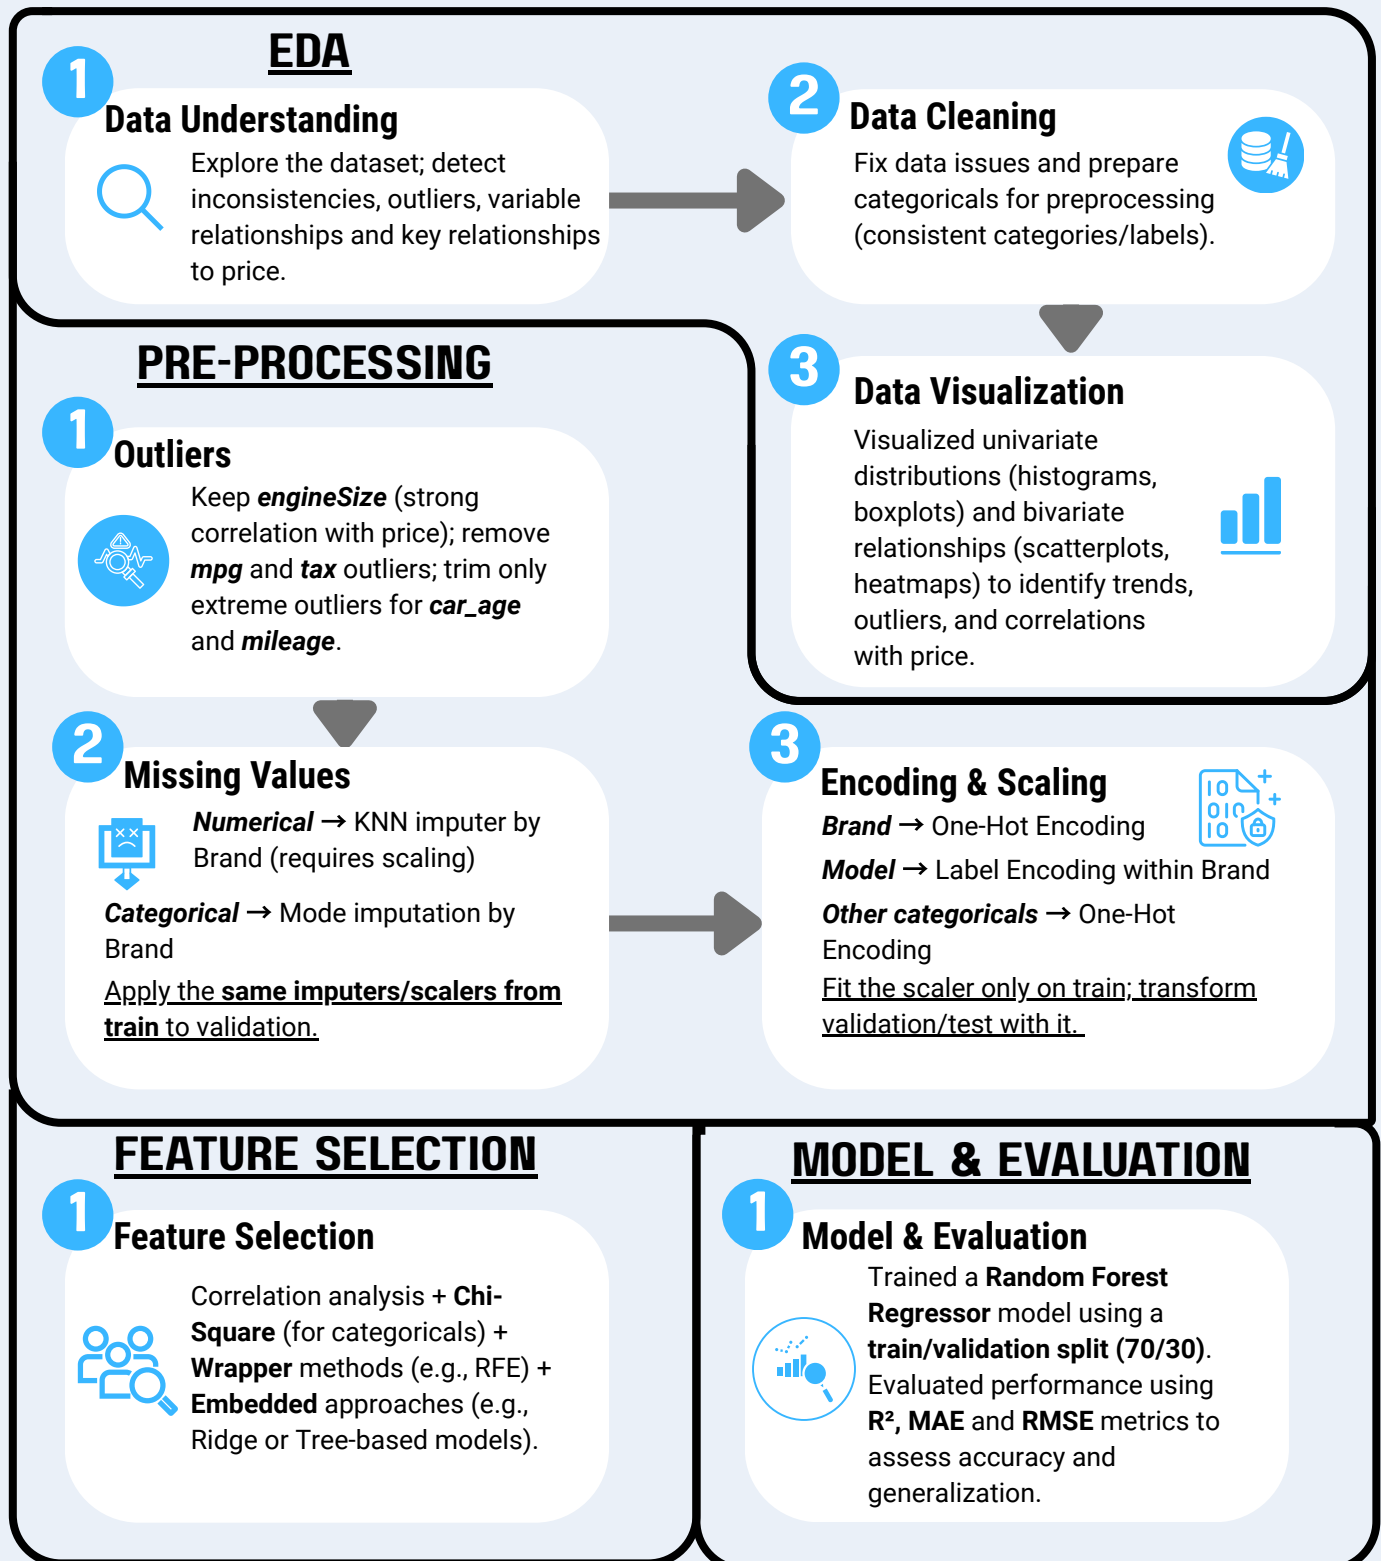 EDA
1
Data Understanding
Explore the dataset; detect
inconsistencies, outliers, variable
relationships and key relationships
to price.
2
Data Cleaning
Fix data issues and prepare
categoricals for preprocessing
(consistent categories/labels).
3
Data Visualization
Visualized univariate
distributions (histograms,
boxplots) and bivariate
relationships (scatterplots,
heatmaps) to identify trends,
outliers, and correlations
with price.
PRE-PROCESSING
1
Outliers
Keep engineSize (strong
correlation with price); remove
mpg and tax outliers; trim only
extreme outliers for car_age
and mileage.
2
Missing Values
Numerical → KNN imputer by
Brand (requires scaling)
Categorical → Mode imputation by
Brand
Apply the same imputers/scalers from
train to validation.
3
Encoding & Scaling
Brand → One-Hot Encoding
Model → Label Encoding within Brand
Other categoricals → One-Hot
Encoding
Fit the scaler only on train; transform
validation/test with it.
10
010
10
FEATURE SELECTION
1
Feature Selection
Correlation analysis + Chi-
Square (for categoricals) +
Wrapper methods (e.g., RFE) +
Embedded approaches (e.g.,
Ridge or Tree-based models).
MODEL & EVALUATION
1
Model & Evaluation
Trained a Random Forest
Regressor model using a
train/validation split (70/30).
Evaluated performance using
R², MAE and RMSE metrics to
assess accuracy and
generalization.